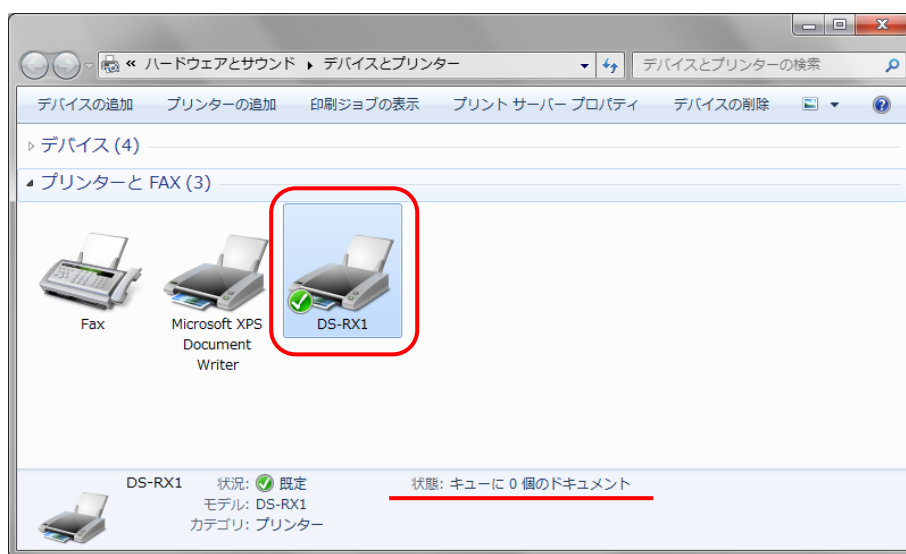 « ハードウェアとサウンド ▸ デバイスとプリンター
デバイスとプリンターの検索
デバイスの追加 プリンターの追加 印刷ジョブの表示 プリント サーバー プロパティ デバイスの削除
デバイス (4)
プリンターと FAX (3)
Fax
Microsoft XPS
Document
Writer
DS-RX1
DS-RX1 状況: 既定 状態: キューに 0 個のドキュメント
モデル: DS-RX1
カテゴリ: プリンター